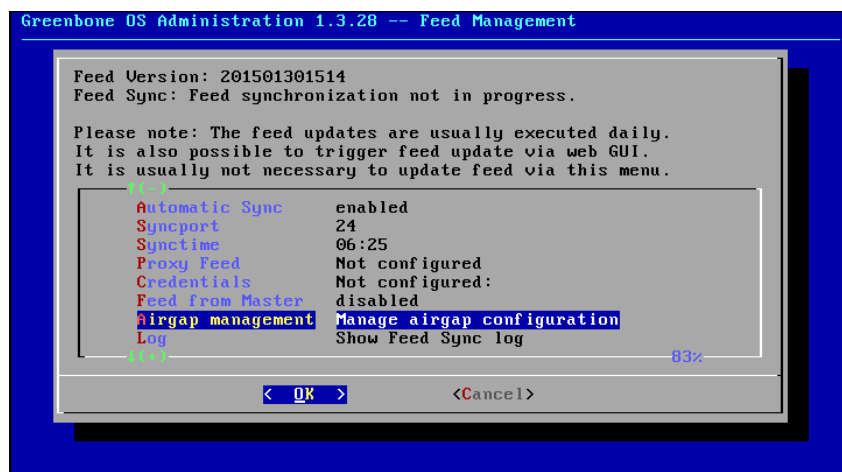 Greenbone OS Administration 1.3.28 -- Feed Management
Feed Version: 201501301514
Feed Sync: Feed synchronization not in progress.
Please note: The feed updates are usually executed daily.
It is also possible to trigger feed update via web GUI.
It is usually not necessary to update feed via this menu.
↑(-)
Automatic Sync enabled
Syncport 24
Synctime 06:25
Proxy Feed Not configured
Credentials Not configured:
Feed from Master disabled
Airgap management Manage airgap configuration
Log Show Feed Sync log
↓(+) 83%
< OK > <Cancel>